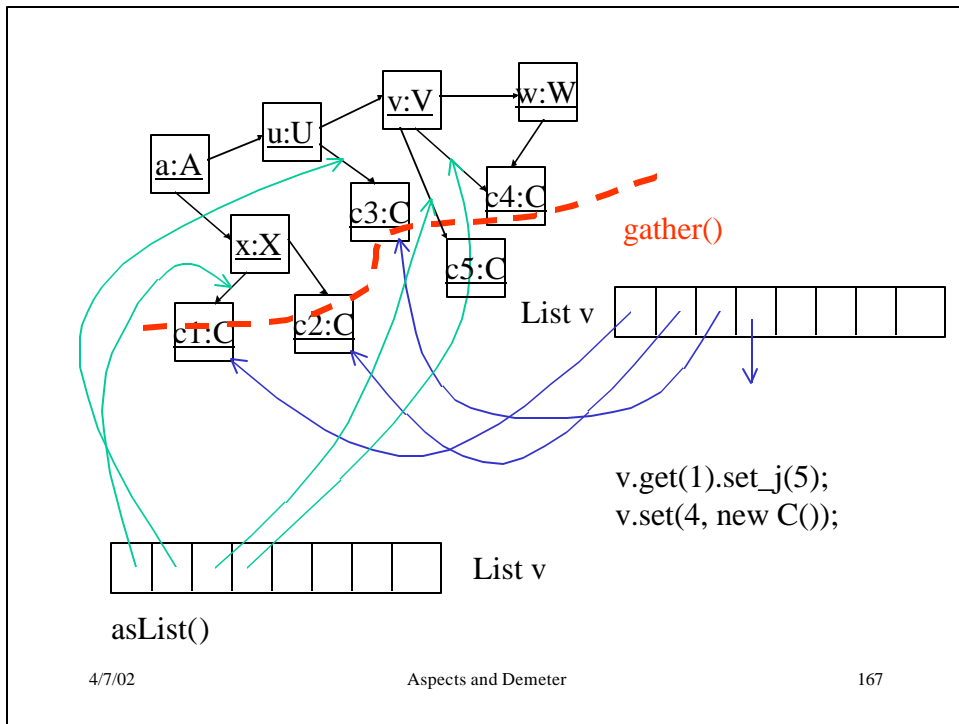 v:V
w:W
u:U
a:A
c3:C
c4:C
gather()
x:X
c5:C
List v
c1:C
c2:C
v.get(1).set_j(5);
v.set(4, new C());
List v
asList()
4/7/02
Aspects and Demeter
167